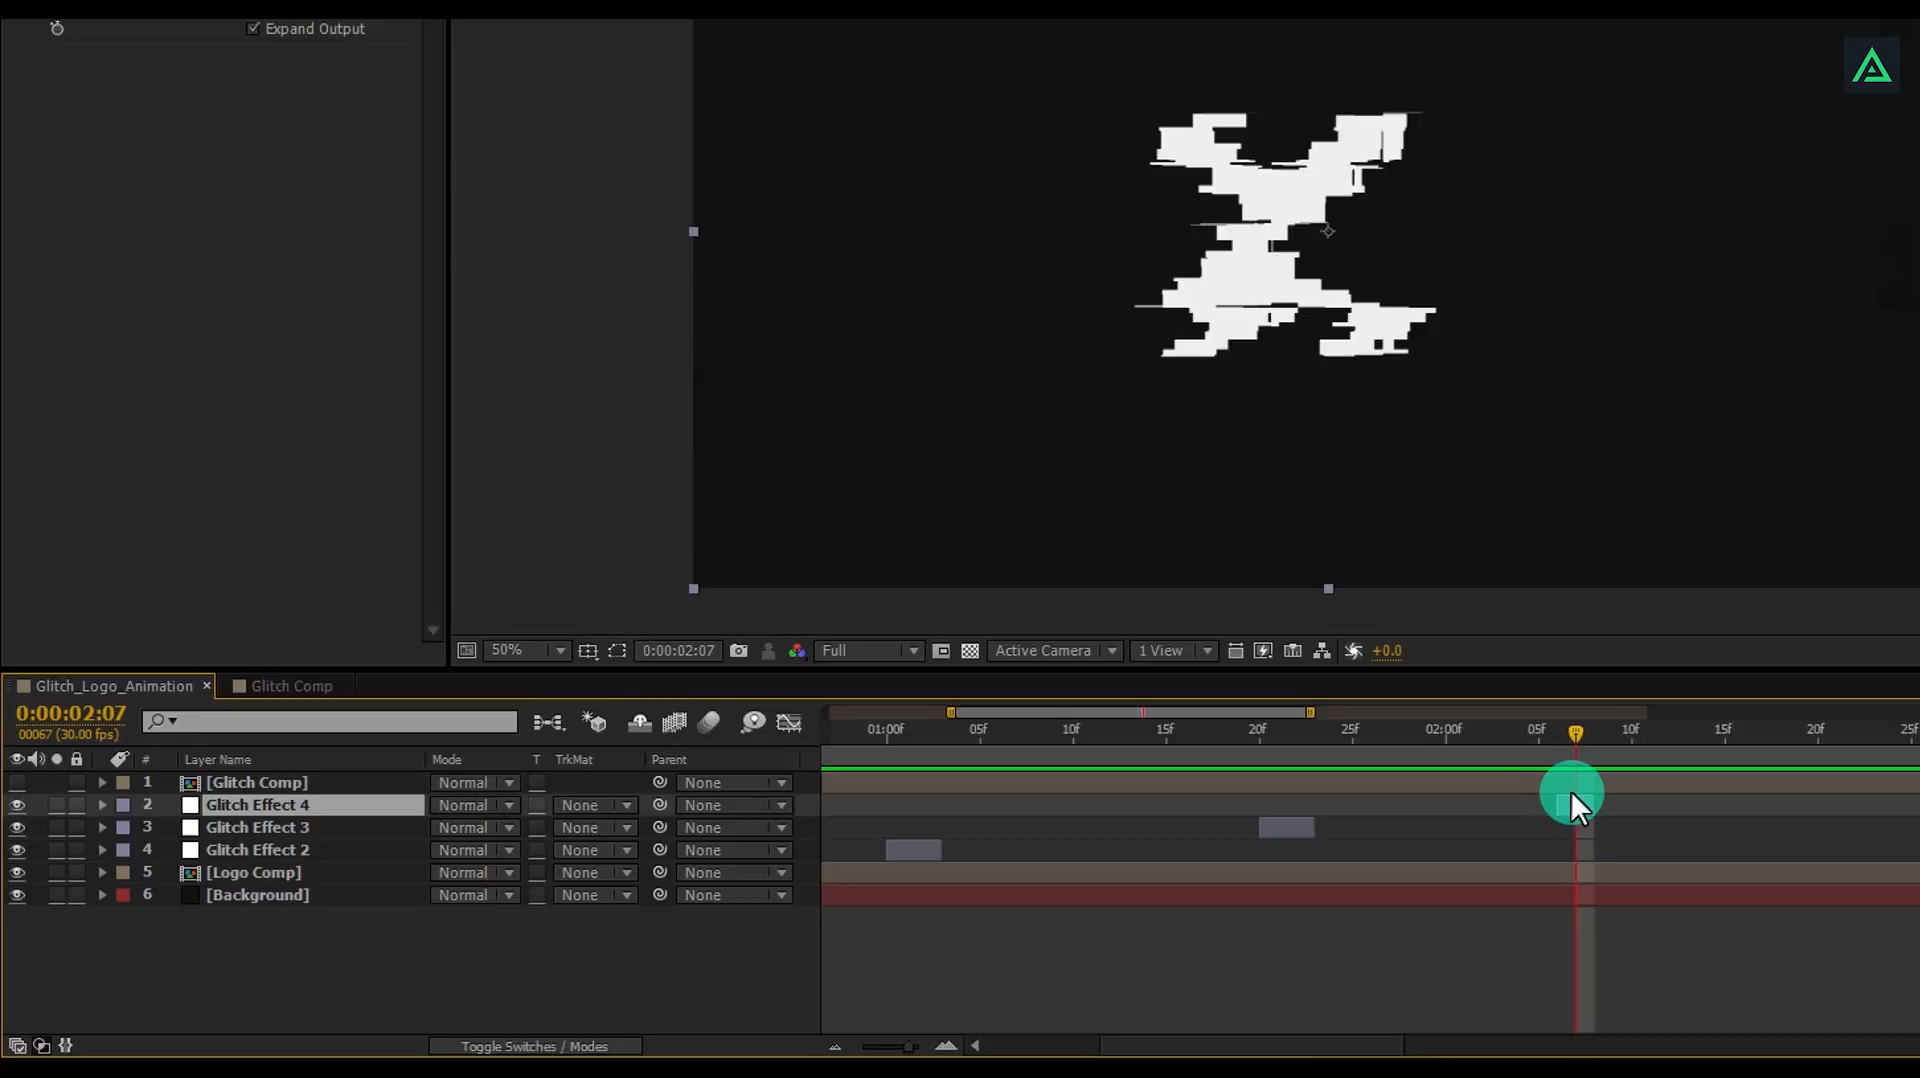 Expand Output
50%
0:00:02:07
Full
Active Camera
1 View
+0.0
Glitch_Logo_Animation ×
Glitch Comp
0:00:02:07
00067 (30.00 fps)
01:00f 05f 10f 15f 20f 25f 02:00f 05f 10f 15f 20f 25f
# Layer Name Mode T TrkMat Parent
1 [Glitch Comp] Normal None
2 Glitch Effect 4 Normal None None
3 Glitch Effect 3 Normal None None
4 Glitch Effect 2 Normal None None
5 [Logo Comp] Normal None None
6 [Background] Normal None None
Toggle Switches / Modes